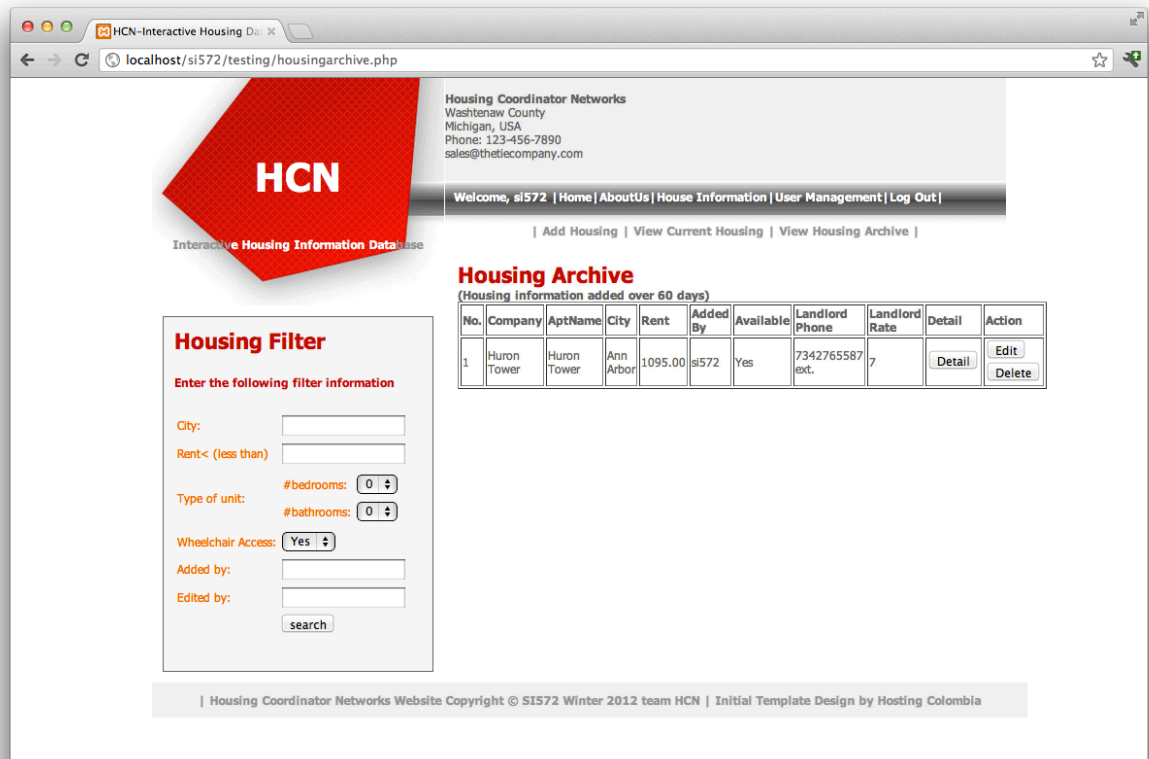 HCN-Interactive Housing Da
localhost/si572/testing/housingarchive.php
Housing Coordinator Networks
Washtenaw County
Michigan, USA
Phone: 123-456-7890
sales@thetiecompany.com
HCN
Interactive Housing Information Database
Welcome, si572 |Home|AboutUs|House Information|User Management|Log Out|
| Add Housing | View Current Housing | View Housing Archive |
Housing Archive
(Housing information added over 60 days)
No. Company AptName City Rent Added By Available Landlord Phone Landlord Rate Detail Action
1 Huron Tower Huron Tower Ann Arbor 1095.00 si572 Yes 7342765587 ext. 7 Detail Edit Delete
Housing Filter
Enter the following filter information
City:
Rent< (less than)
Type of unit:
#bedrooms: 0
#bathrooms: 0
Wheelchair Access: Yes
Added by:
Edited by:
search
| Housing Coordinator Networks Website Copyright © SI572 Winter 2012 team HCN | Initial Template Design by Hosting Colombia